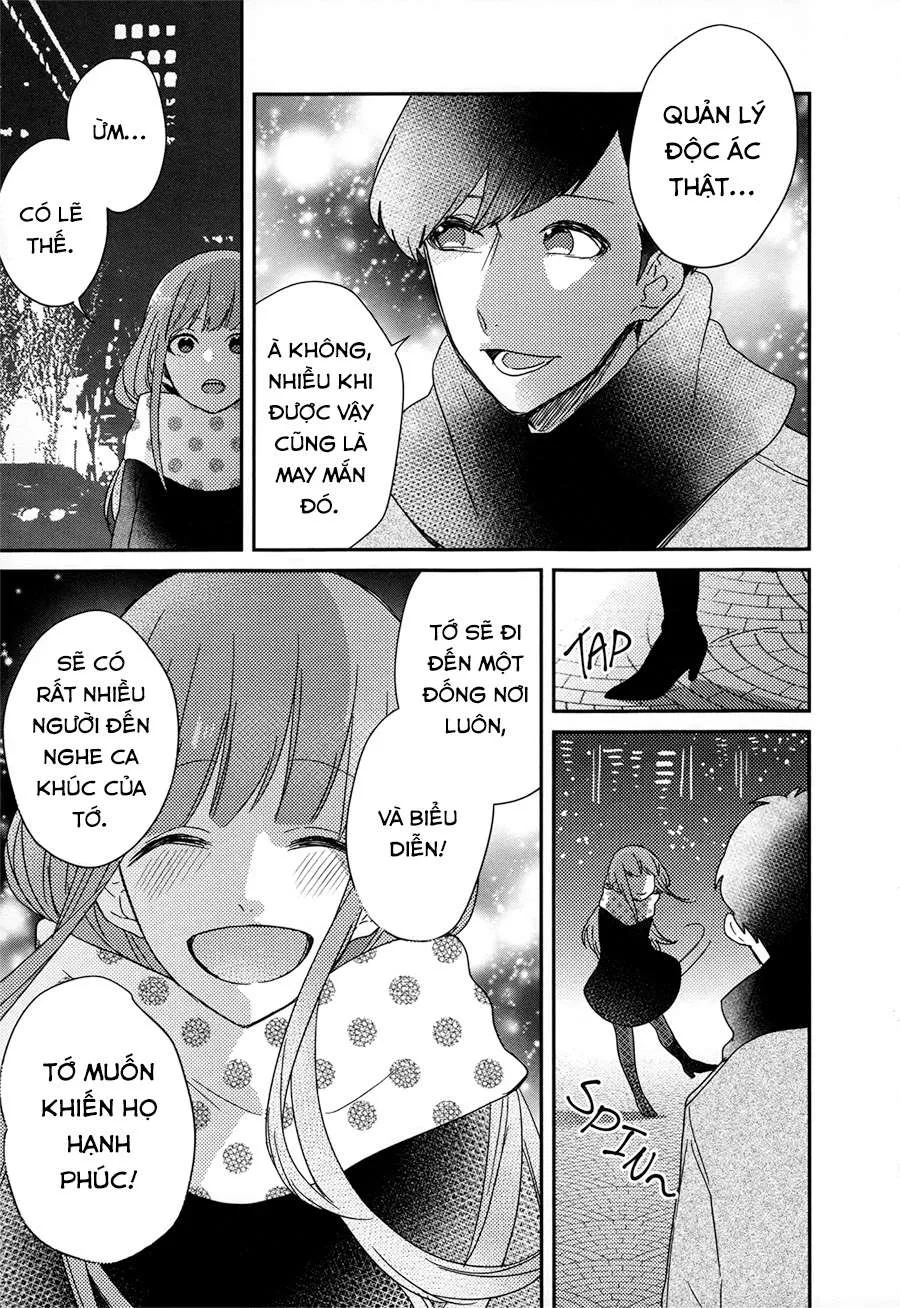 QUẢN LÝ
ĐỘC ÁC
THẬT...
À KHÔNG,
NHIỀU KHI
ĐƯỢC VẬY
CŨNG LÀ
MAY MẮN
ĐÓ.
ỪM...
CÓ LẼ
THẾ.
TAP
SPIN~
TỚ SẼ ĐI
ĐẾN MỘT
ĐỐNG NƠI
LUÔN,
VÀ BIỂU
DIỄN!
SẼ CÓ
RẤT NHIỀU
NGƯỜI ĐẾN
NGHE CA
KHÚC CỦA
TỚ.
TỚ MUỐN
KHIẾN HỌ
HẠNH
PHÚC!